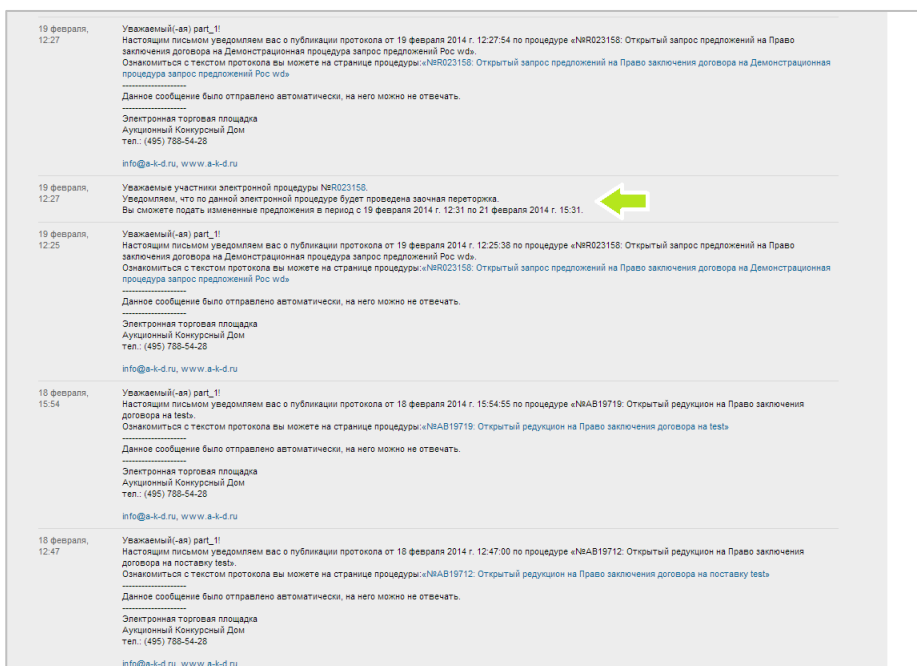 19 февраля,
12:27
Уважаемый(-ая) part_1!
Настоящим письмом уведомляем вас о публикации протокола от 19 февраля 2014 г. 12:27:54 по процедуре «№R023158: Открытый запрос предложений на Право
заключения договора на Демонстрационная процедура запрос предложений Рос wd».
Ознакомиться с текстом протокола вы можете на странице процедуры:«№R023158: Открытый запрос предложений на Право заключения договора на Демонстрационная
процедура запрос предложений Рос wd»
--------------------
Данное сообщение было отправлено автоматически, на него можно не отвечать.
--------------------
Электронная торговая площадка
Аукционный Конкурсный Дом
тел.: (495) 788-54-28
info@a-k-d.ru, www.a-k-d.ru
19 февраля,
12:27
Уважаемые участники электронной процедуры №R023158.
Уведомляем, что по данной электронной процедуре будет проведена заочная переторжка.
Вы сможете подать измененные предложения в период с 19 февраля 2014 г. 12:31 по 21 февраля 2014 г. 15:31.
19 февраля,
12:25
Уважаемый(-ая) part_1!
Настоящим письмом уведомляем вас о публикации протокола от 19 февраля 2014 г. 12:25:38 по процедуре «№R023158: Открытый запрос предложений на Право
заключения договора на Демонстрационная процедура запрос предложений Рос wd».
Ознакомиться с текстом протокола вы можете на странице процедуры:«№R023158: Открытый запрос предложений на Право заключения договора на Демонстрационная
процедура запрос предложений Рос wd»
--------------------
Данное сообщение было отправлено автоматически, на него можно не отвечать.
--------------------
Электронная торговая площадка
Аукционный Конкурсный Дом
тел.: (495) 788-54-28
info@a-k-d.ru, www.a-k-d.ru
18 февраля,
15:54
Уважаемый(-ая) part_1!
Настоящим письмом уведомляем вас о публикации протокола от 18 февраля 2014 г. 15:54:55 по процедуре «№AB19719: Открытый редукцион на Право заключения
договора на test».
Ознакомиться с текстом протокола вы можете на странице процедуры:«№AB19719: Открытый редукцион на Право заключения договора на test»
--------------------
Данное сообщение было отправлено автоматически, на него можно не отвечать.
--------------------
Электронная торговая площадка
Аукционный Конкурсный Дом
тел.: (495) 788-54-28
info@a-k-d.ru, www.a-k-d.ru
18 февраля,
12:47
Уважаемый(-ая) part_1!
Настоящим письмом уведомляем вас о публикации протокола от 18 февраля 2014 г. 12:47:00 по процедуре «№AB19712: Открытый редукцион на Право заключения
договора на поставку test».
Ознакомиться с текстом протокола вы можете на странице процедуры:«№AB19712: Открытый редукцион на Право заключения договора на поставку test»
--------------------
Данное сообщение было отправлено автоматически, на него можно не отвечать.
--------------------
Электронная торговая площадка
Аукционный Конкурсный Дом
тел.: (495) 788-54-28
info@a-k-d.ru, www.a-k-d.ru